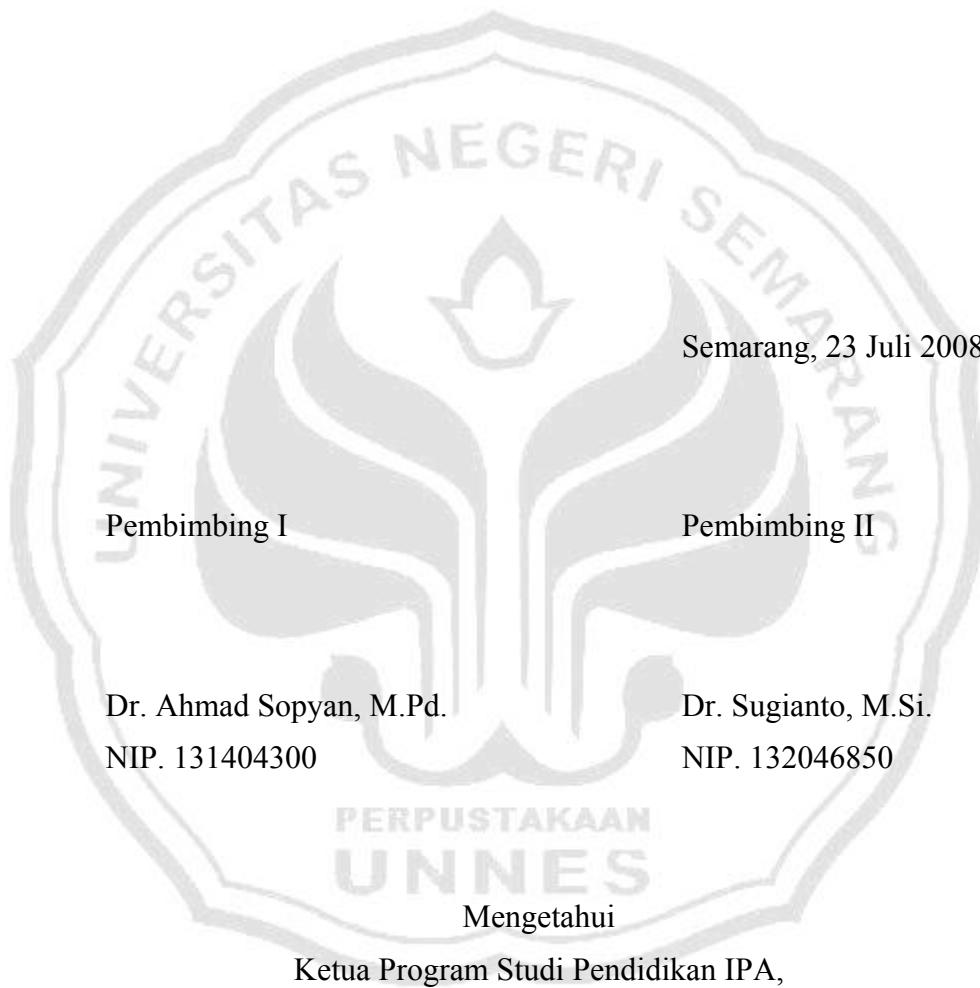 UNIVERSITAS NEGERI SEMARANG
Semarang, 23 Juli 2008
Pembimbing I Pembimbing II
Dr. Ahmad Sopyan, M.Pd. Dr. Sugianto, M.Si.
NIP. 131404300 NIP. 132046850
PERPUSTAKAAN
UNNES
Mengetahui
Ketua Program Studi Pendidikan IPA,